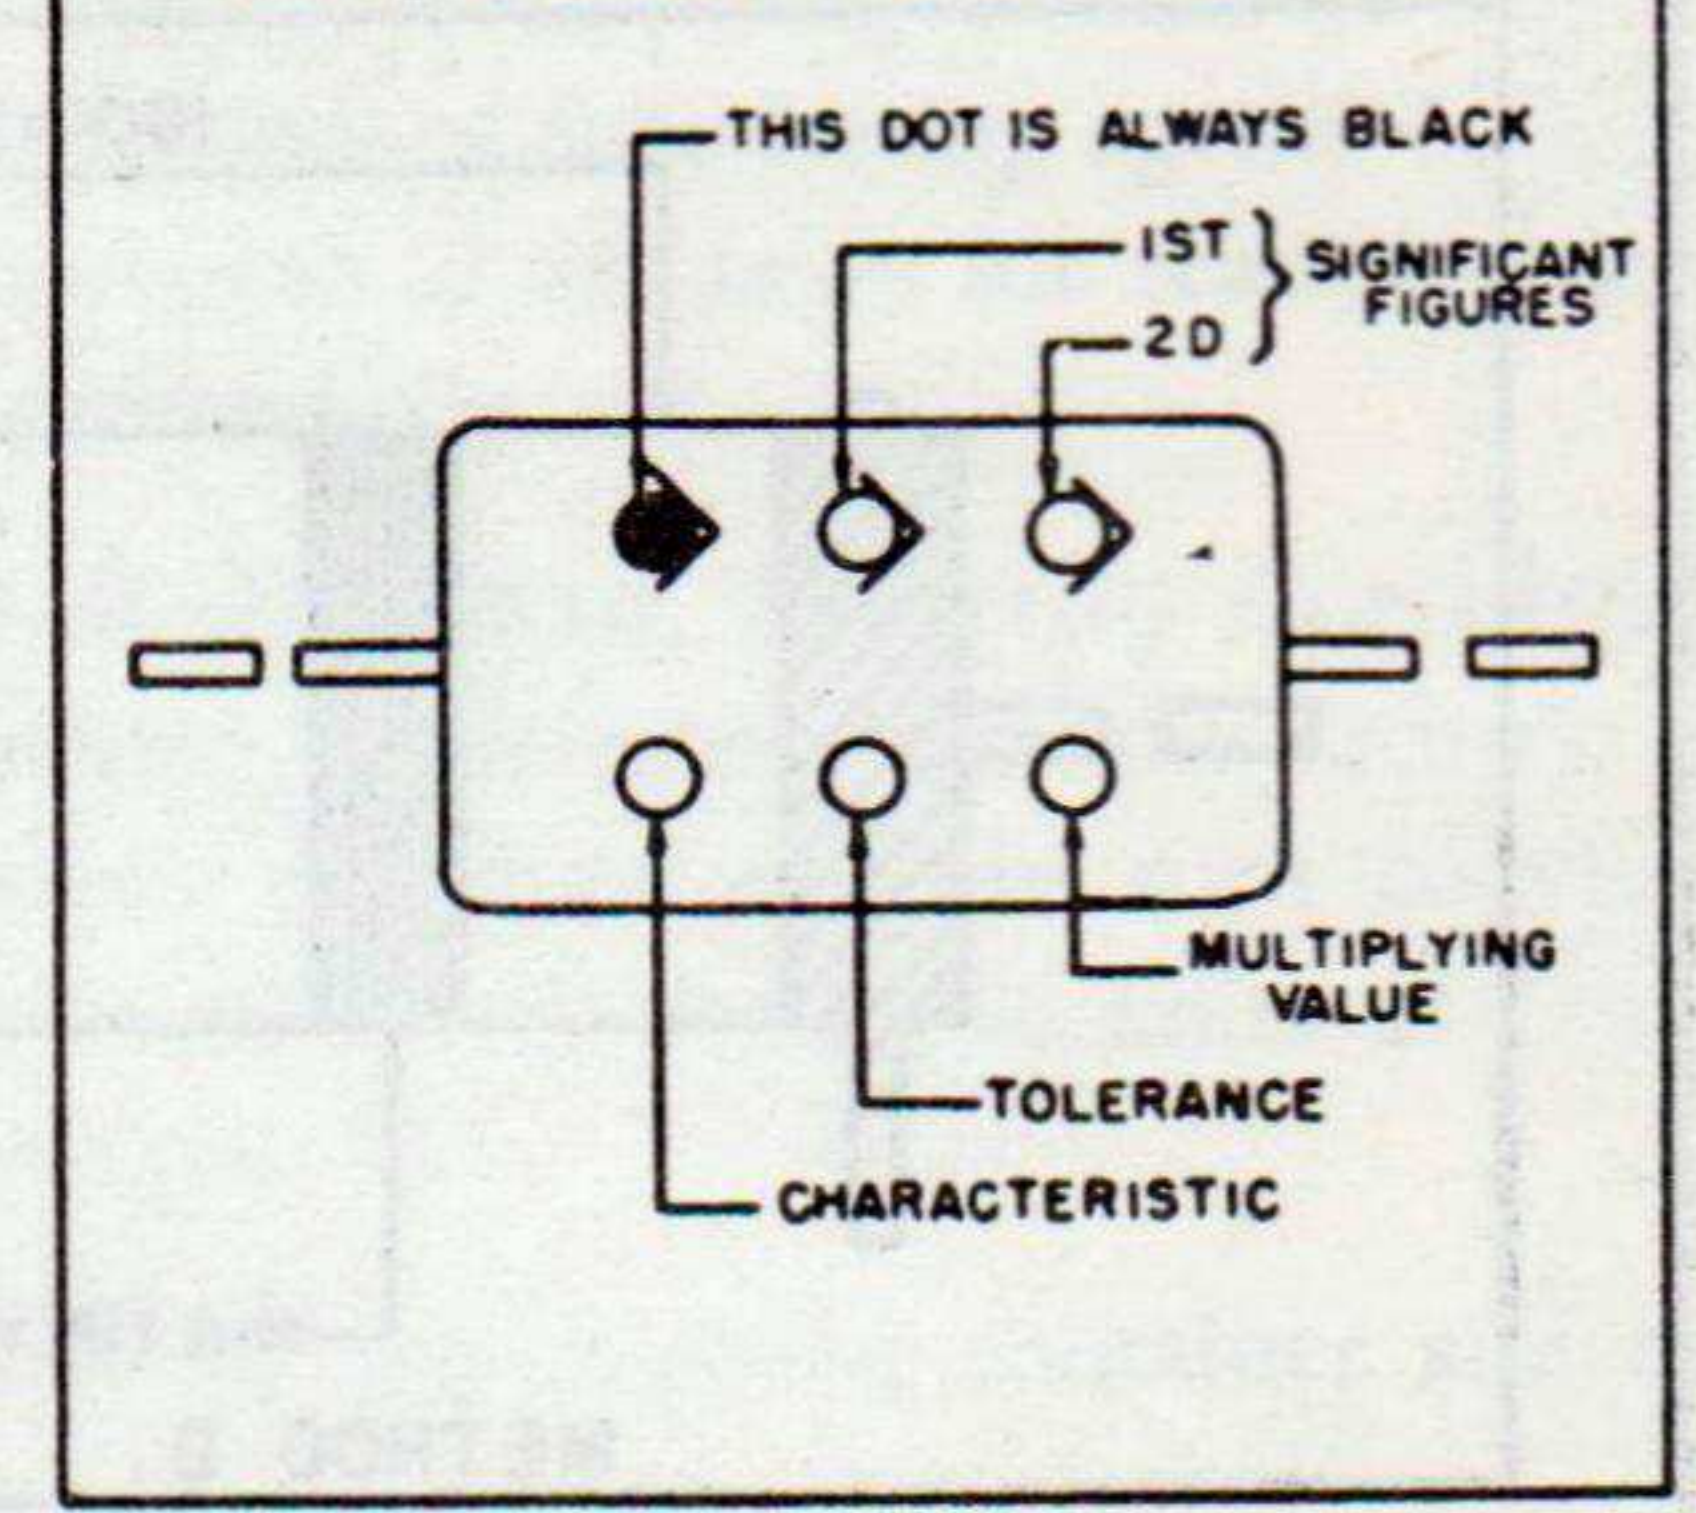 THIS DOT IS ALWAYS BLACK
1ST
SIGNIFICANT
FIGURES
2D
MULTIPLYING
VALUE
TOLERANCE
CHARACTERISTIC